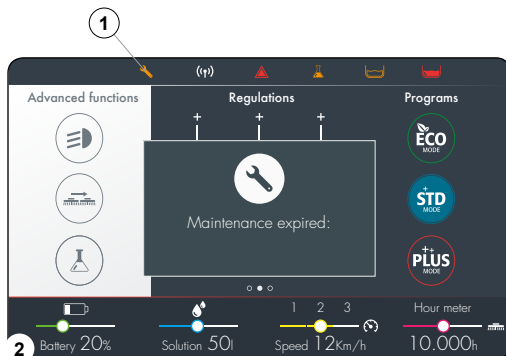 1
((ı))
Advanced functions
Regulations
Programs
+ + +
ECO
MODE
+
STD
MODE
++
PLUS
MODE
Maintenance expired:
1 2 3
Hour meter
2
Battery 20%
Solution 50l
Speed 12Km/h
10.000h